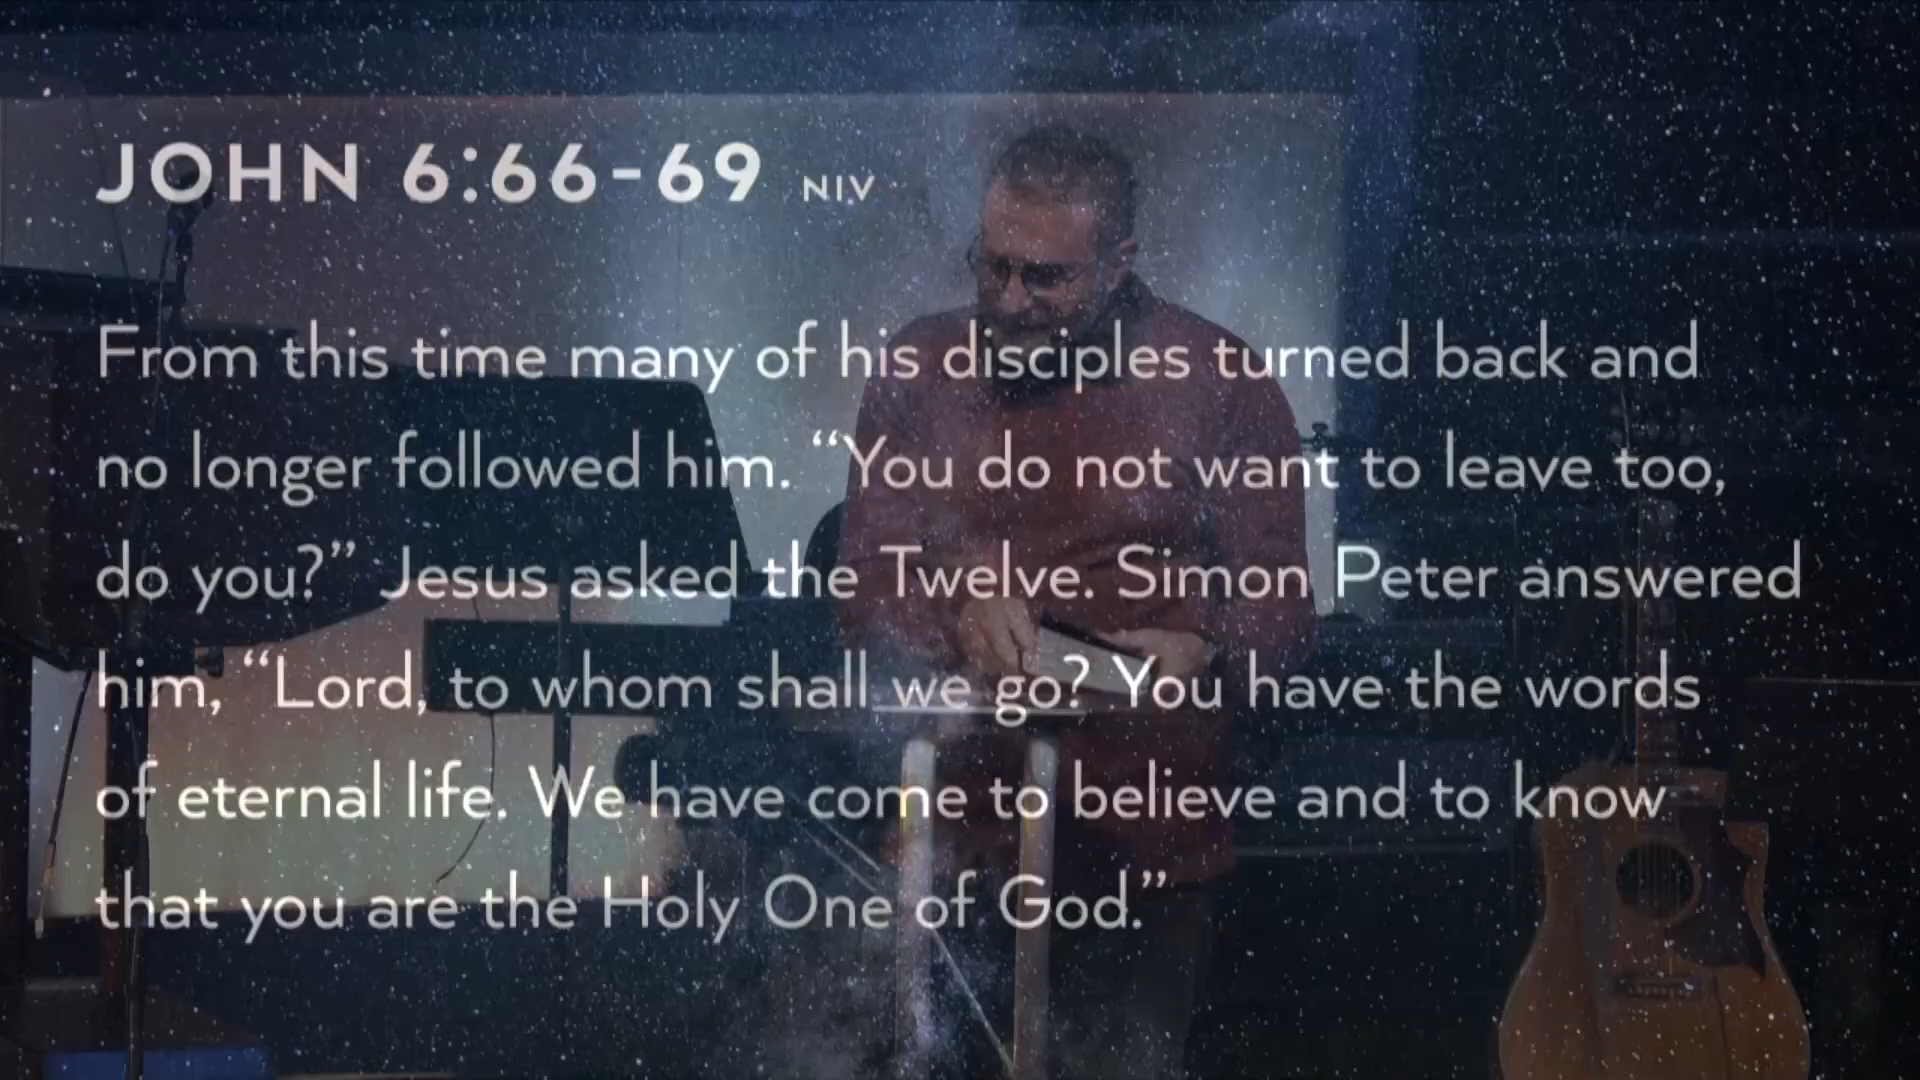 JOHN 6:66-69 NIV
From this time many of his disciples turned back and
no longer followed him. “You do not want to leave too,
do you?” Jesus asked the Twelve. Simon Peter answered
him, “Lord, to whom shall we go? You have the words
of eternal life. We have come to believe and to know
that you are the Holy One of God.”